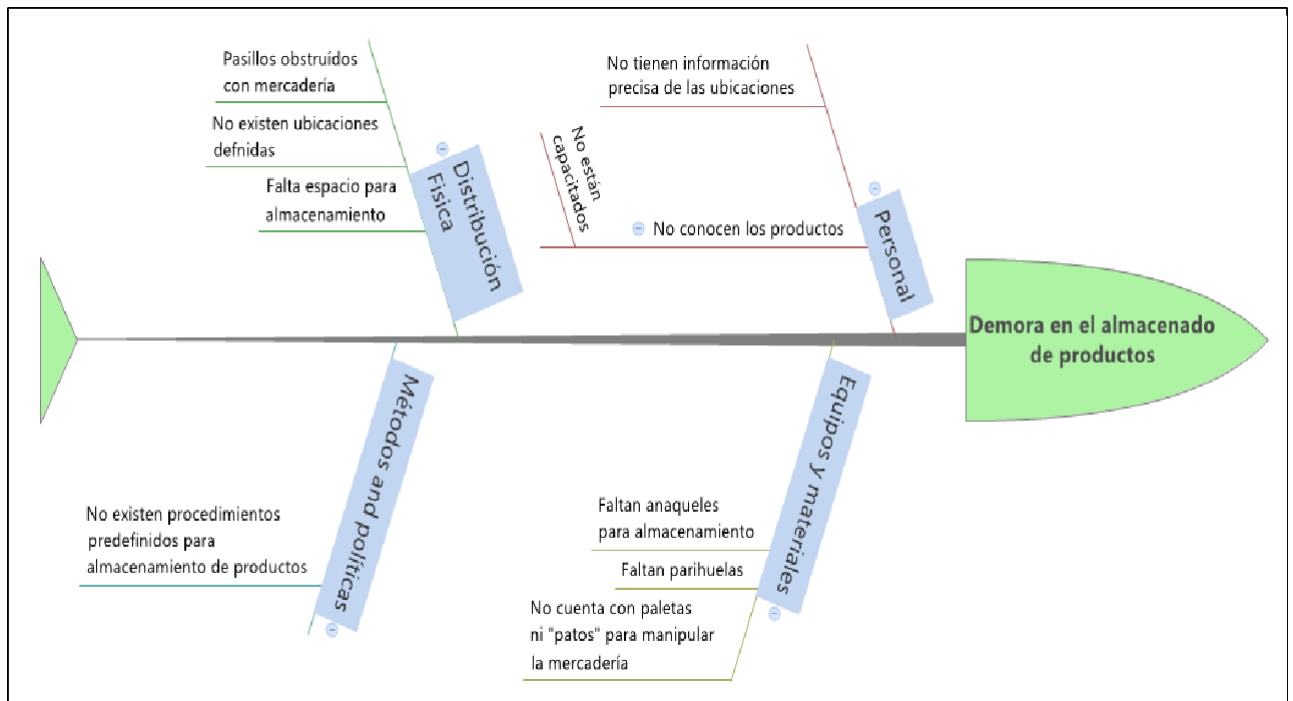 Pasillos obstruídos
con mercadería
No existen ubicaciones
defnidas
Falta espacio para
almacenamiento
Distribución
Fisica
No tienen información
precisa de las ubicaciones
No están
capacitados
No conocen los productos
Personal
Demora en el almacenado
de productos
Métodos and políticas
No existen procedimientos
predefinidos para
almacenamiento de productos
Equipos y materiales
Faltan anaqueles
para almacenamiento
Faltan parihuelas
No cuenta con paletas
ni "patos" para manipular
la mercadería